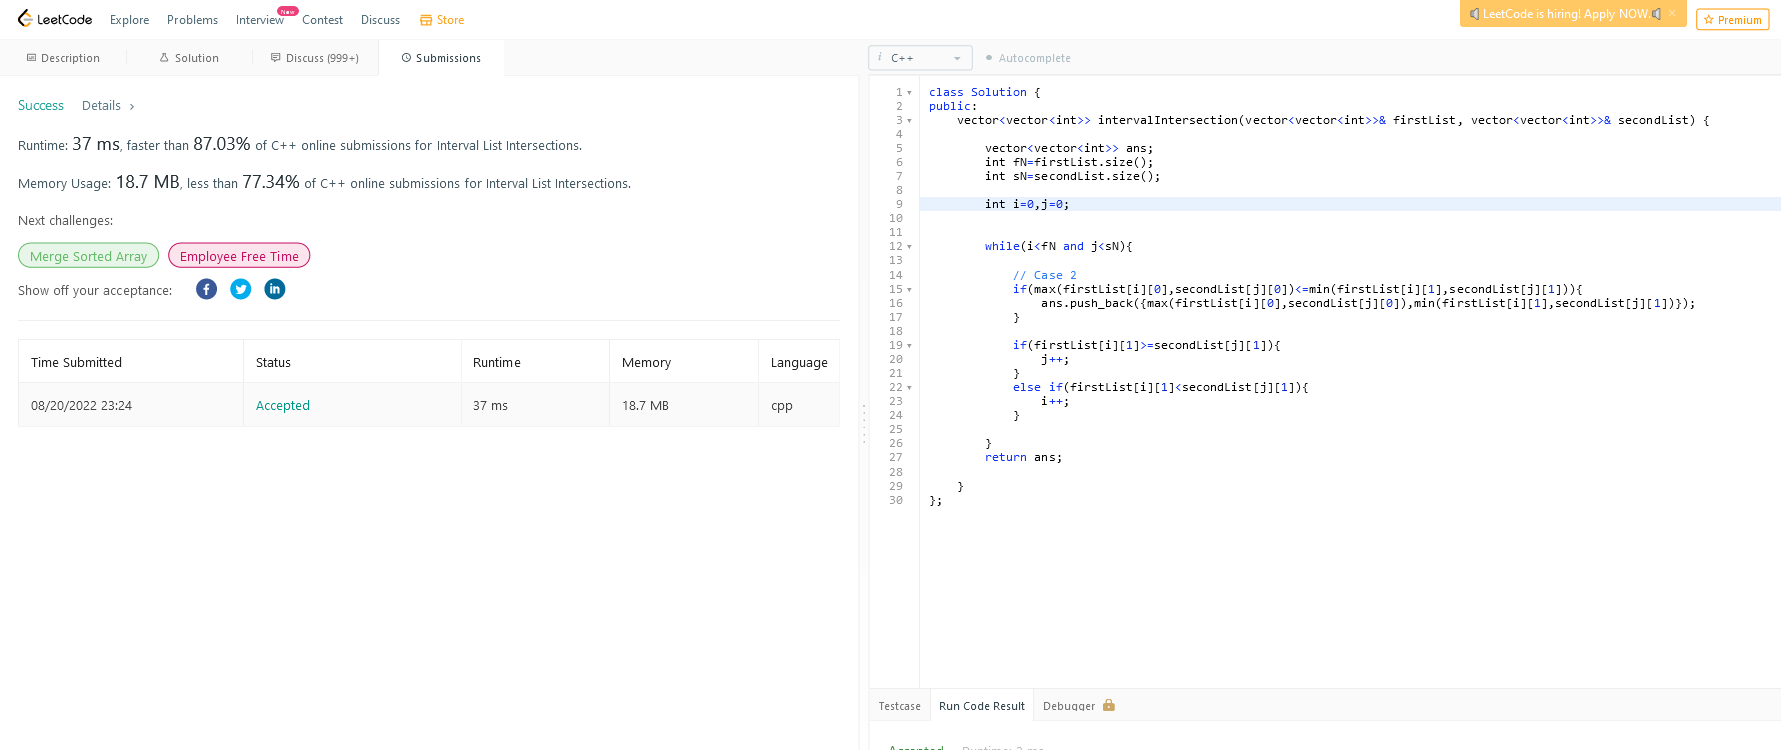 LeetCode Explore Problems Interview New Contest Discuss Store LeetCode is hiring! Apply NOW. × Premium
Description Solution Discuss (999+) Submissions
Success Details ›
Runtime: 37 ms, faster than 87.03% of C++ online submissions for Interval List Intersections.
Memory Usage: 18.7 MB, less than 77.34% of C++ online submissions for Interval List Intersections.
Next challenges:
Merge Sorted Array Employee Free Time
Show off your acceptance:
Time Submitted Status Runtime Memory Language
08/20/2022 23:24 Accepted 37 ms 18.7 MB cpp
i C++ Autocomplete
1 class Solution {
2 public:
3     vector<vector<int>> intervalIntersection(vector<vector<int>>& firstList, vector<vector<int>>& secondList) {
4
5         vector<vector<int>> ans;
6         int fN=firstList.size();
7         int sN=secondList.size();
8
9         int i=0,j=0;
10
11
12         while(i<fN and j<sN){
13
14             // Case 2
15             if(max(firstList[i][0],secondList[j][0])<=min(firstList[i][1],secondList[j][1])){
16                 ans.push_back({max(firstList[i][0],secondList[j][0]),min(firstList[i][1],secondList[j][1])});
17             }
18
19             if(firstList[i][1]>=secondList[j][1]){
20                 j++;
21             }
22             else if(firstList[i][1]<secondList[j][1]){
23                 i++;
24             }
25
26         }
27         return ans;
28
29     }
30 };
Testcase Run Code Result Debugger
Accepted Runtime: 2 ms